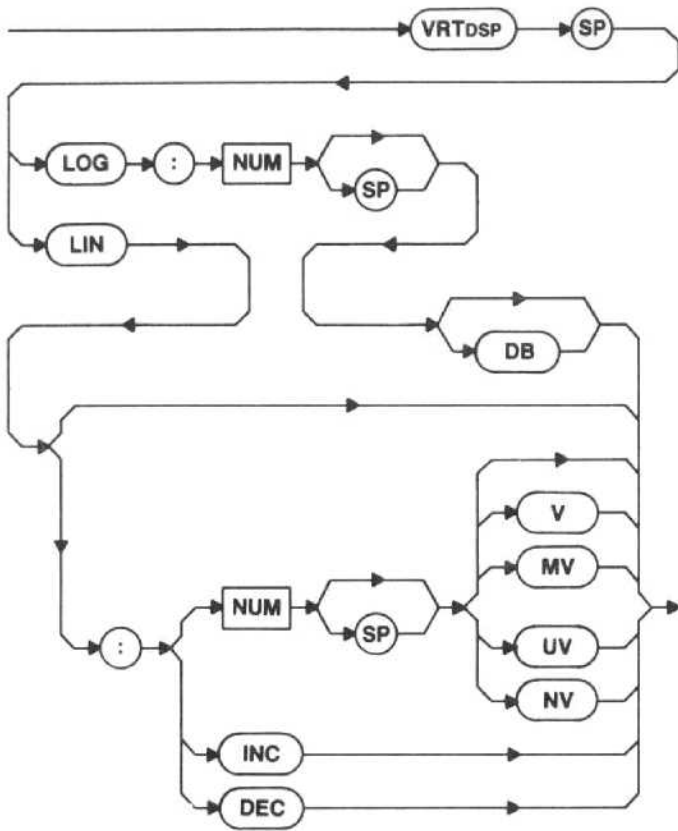 VRTDSP SP
LOG : NUM SP
LIN
DB
V
MV
NUM SP
UV
: NV
INC
DEC